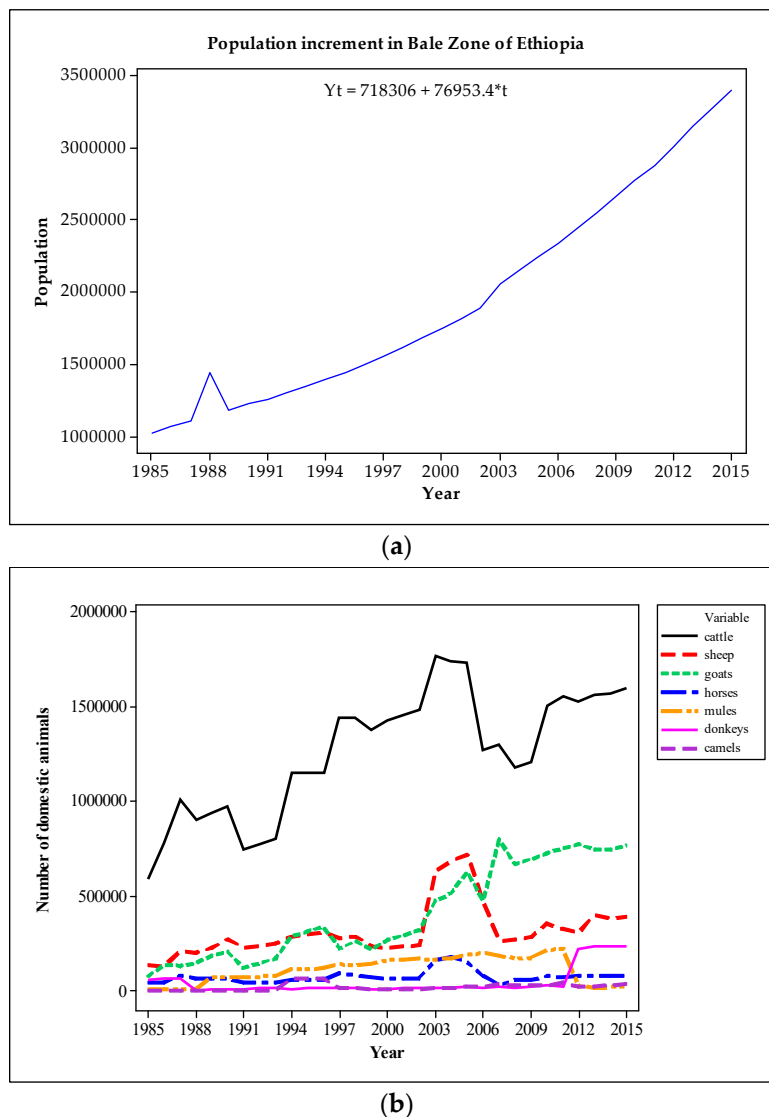 Population increment in Bale Zone of Ethiopia
Yt = 718306 + 76953.4*t
3500000
3000000
2500000
2000000
1500000
1000000
Population
1985 1988 1991 1994 1997 2000 2003 2006 2009 2012 2015
Year
(a)
2000000
1500000
1000000
500000
0
Number of domestic animals
1985 1988 1991 1994 1997 2000 2003 2006 2009 2012 2015
Year
Variable
cattle
sheep
goats
horses
mules
donkeys
camels
(b)